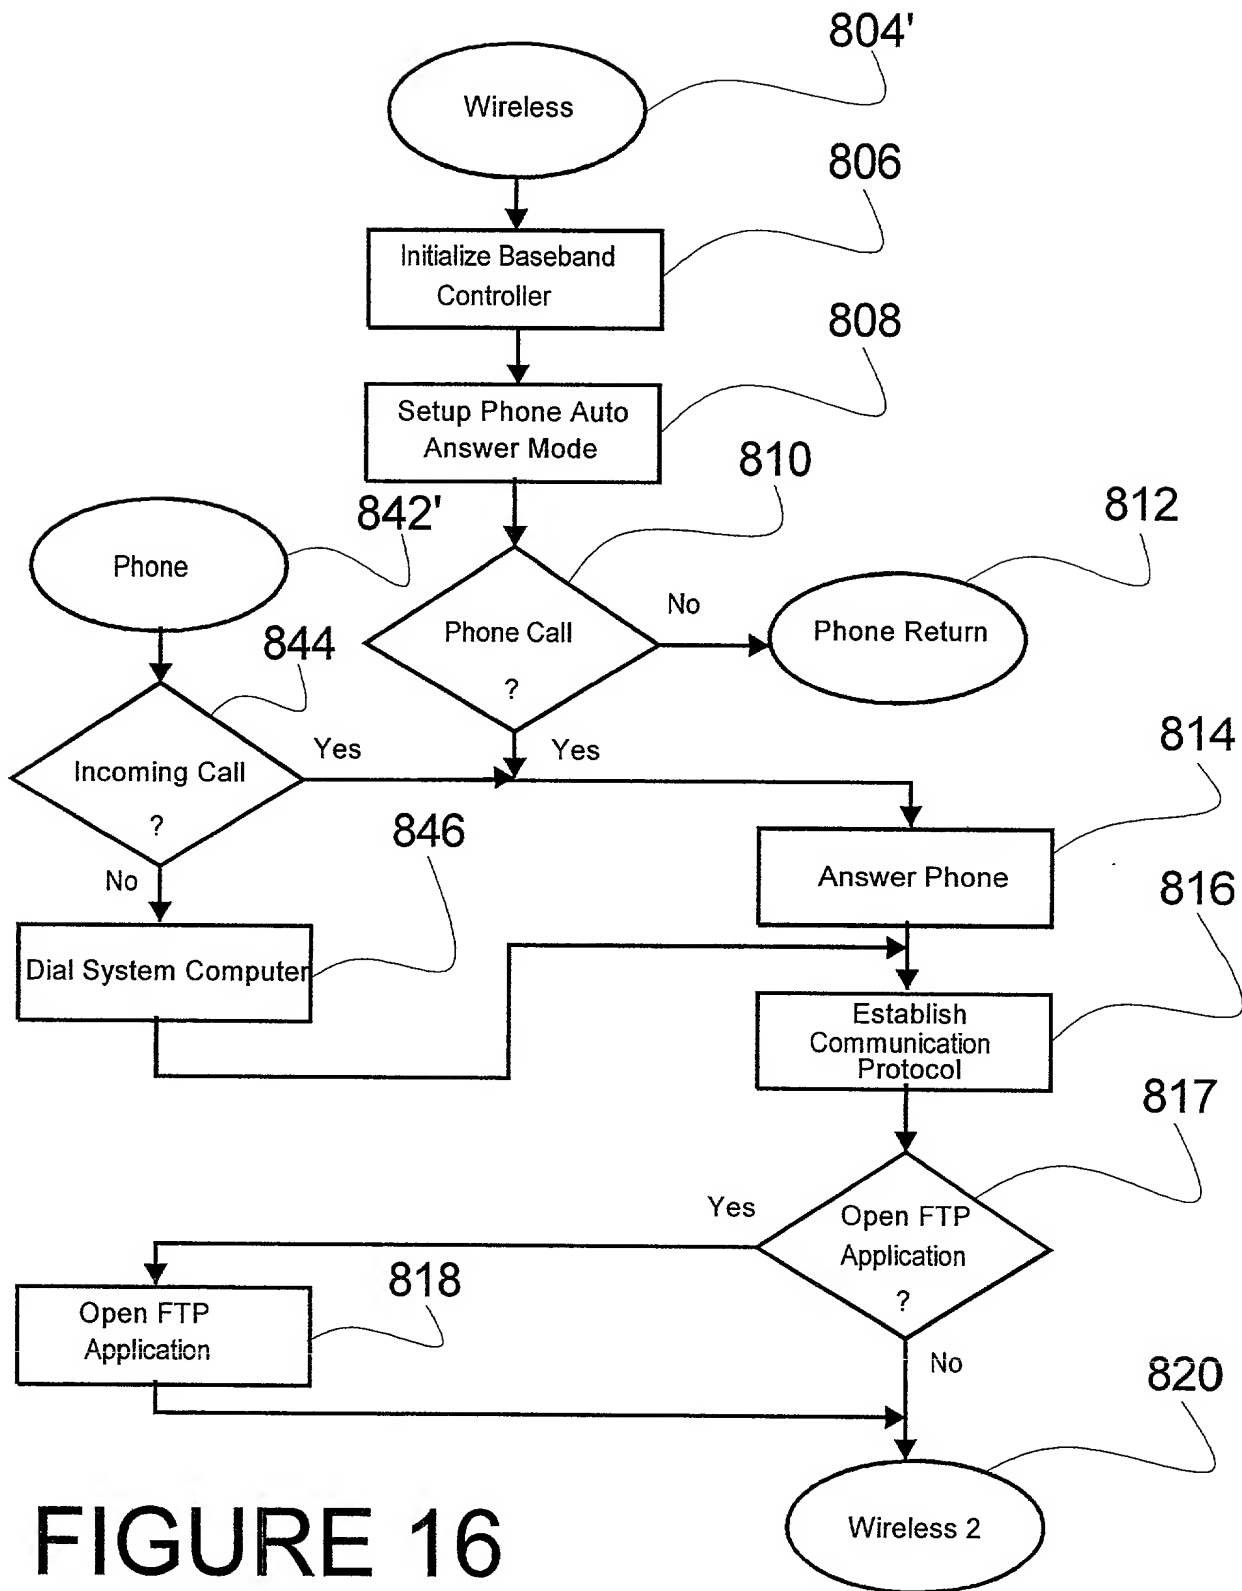 804'
Wireless
806
Initialize Baseband
Controller
808
Setup Phone Auto
Answer Mode
810
842'
812
Phone
No
Phone Call
?
Phone Return
844
Yes
Yes
814
Incoming Call
?
846
No
Answer Phone
816
Dial System Computer
Establish
Communication
Protocol
817
Yes
Open FTP
Application
?
818
Open FTP
Application
No
820
Wireless 2
FIGURE 16